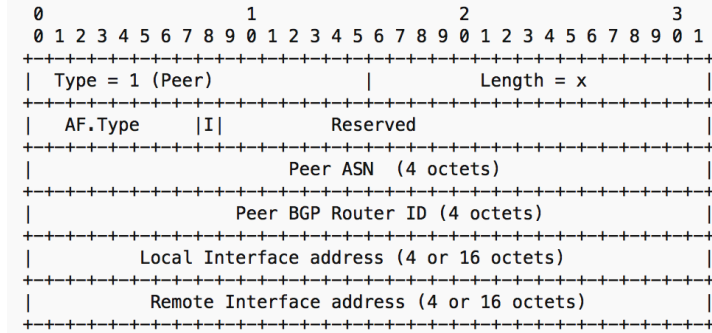 0                   1                   2                   3
 0 1 2 3 4 5 6 7 8 9 0 1 2 3 4 5 6 7 8 9 0 1 2 3 4 5 6 7 8 9 0 1
+-+-+-+-+-+-+-+-+-+-+-+-+-+-+-+-+-+-+-+-+-+-+-+-+-+-+-+-+-+-+-+-+
|  Type = 1 (Peer)              |          Length = x           |
+-+-+-+-+-+-+-+-+-+-+-+-+-+-+-+-+-+-+-+-+-+-+-+-+-+-+-+-+-+-+-+-+
|   AF.Type     |I|          Reserved                           |
+-+-+-+-+-+-+-+-+-+-+-+-+-+-+-+-+-+-+-+-+-+-+-+-+-+-+-+-+-+-+-+-+
|                        Peer ASN  (4 octets)                   |
+-+-+-+-+-+-+-+-+-+-+-+-+-+-+-+-+-+-+-+-+-+-+-+-+-+-+-+-+-+-+-+-+
|                   Peer BGP Router ID (4 octets)               |
+-+-+-+-+-+-+-+-+-+-+-+-+-+-+-+-+-+-+-+-+-+-+-+-+-+-+-+-+-+-+-+-+
|          Local Interface address (4 or 16 octets)             |
+-+-+-+-+-+-+-+-+-+-+-+-+-+-+-+-+-+-+-+-+-+-+-+-+-+-+-+-+-+-+-+-+
|           Remote Interface address (4 or 16 octets)           |
+-+-+-+-+-+-+-+-+-+-+-+-+-+-+-+-+-+-+-+-+-+-+-+-+-+-+-+-+-+-+-+-+